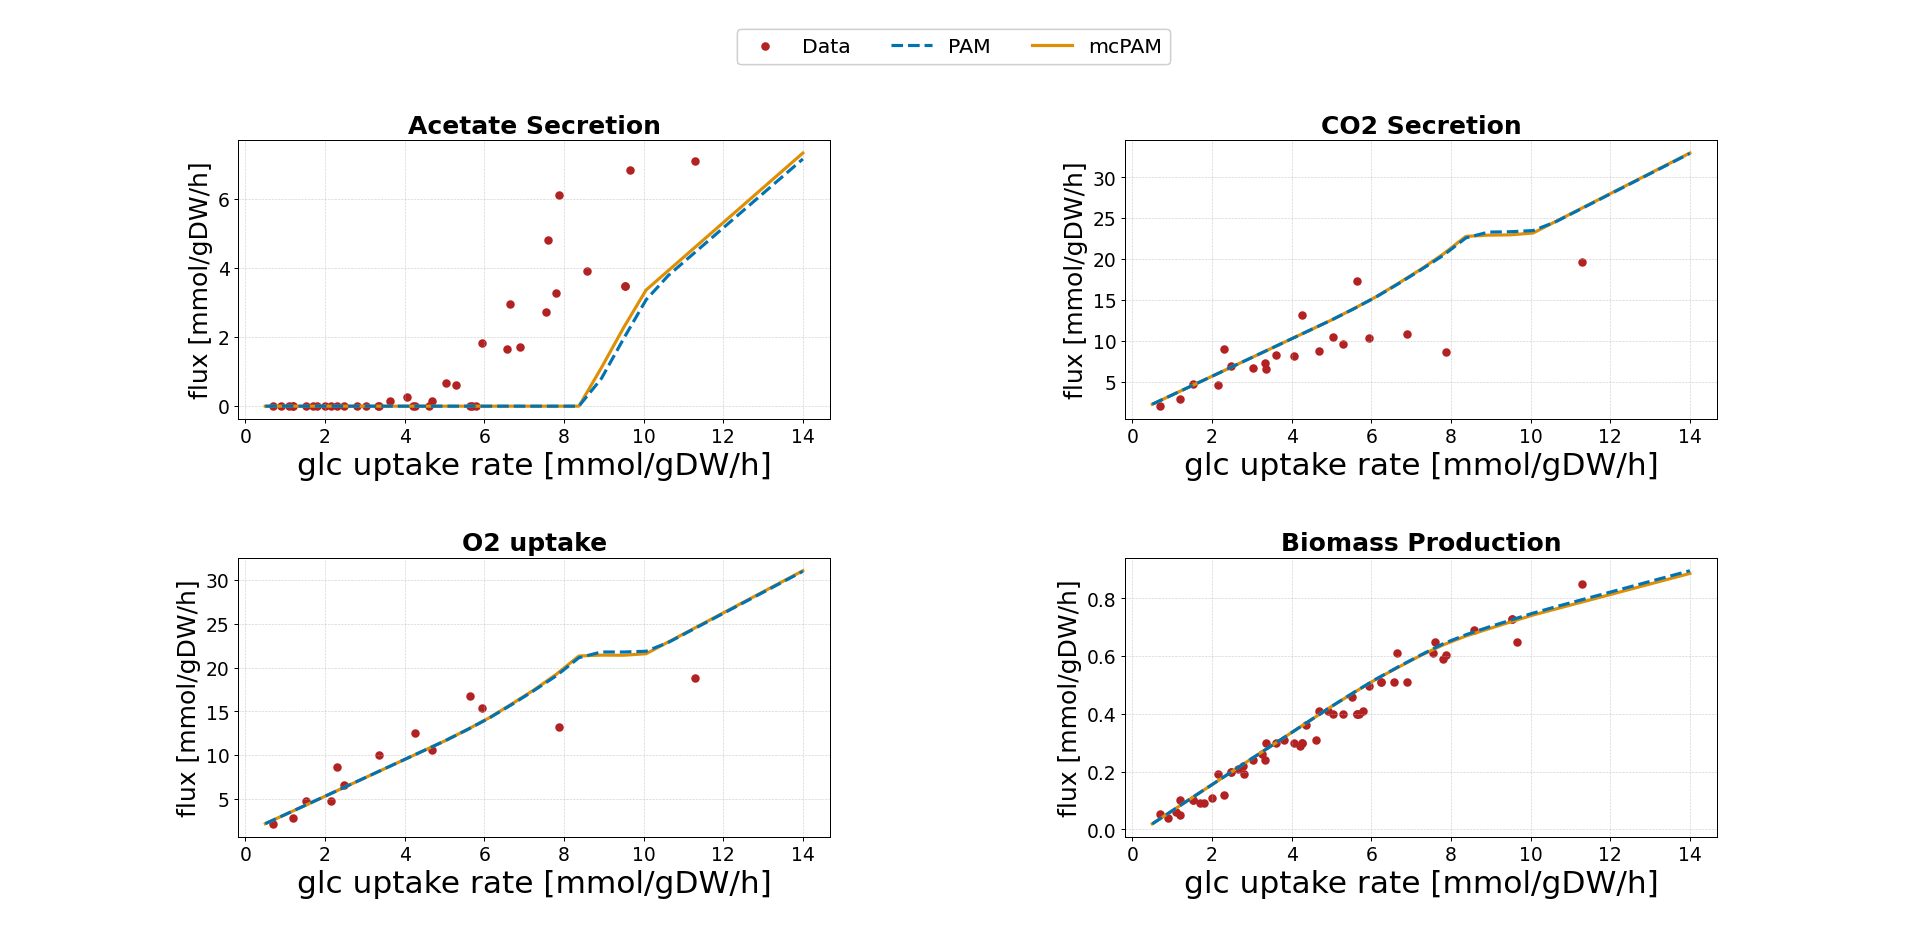 Data PAM mcPAM
Acetate Secretion
flux [mmol/gDW/h]
6
4
2
0
0 2 4 6 8 10 12 14
glc uptake rate [mmol/gDW/h]
CO2 Secretion
flux [mmol/gDW/h]
30
25
20
15
10
5
0 2 4 6 8 10 12 14
glc uptake rate [mmol/gDW/h]
O2 uptake
flux [mmol/gDW/h]
30
25
20
15
10
5
0 2 4 6 8 10 12 14
glc uptake rate [mmol/gDW/h]
Biomass Production
flux [mmol/gDW/h]
0.8
0.6
0.4
0.2
0.0
0 2 4 6 8 10 12 14
glc uptake rate [mmol/gDW/h]